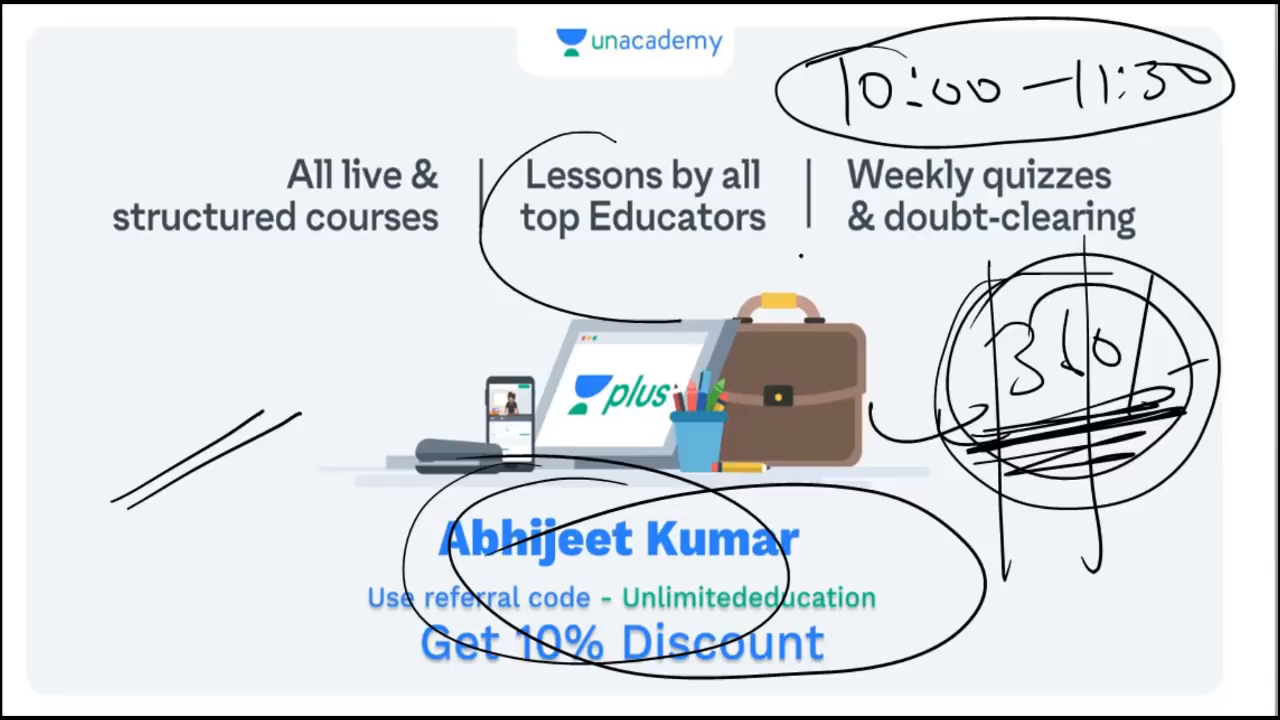 unacademy
10:00 - 11:30
All live &
structured courses
Lessons by all
top Educators
Weekly quizzes
& doubt-clearing
plus
Abhijeet Kumar
Use referral code - Unlimitededucation
Get 10% Discount